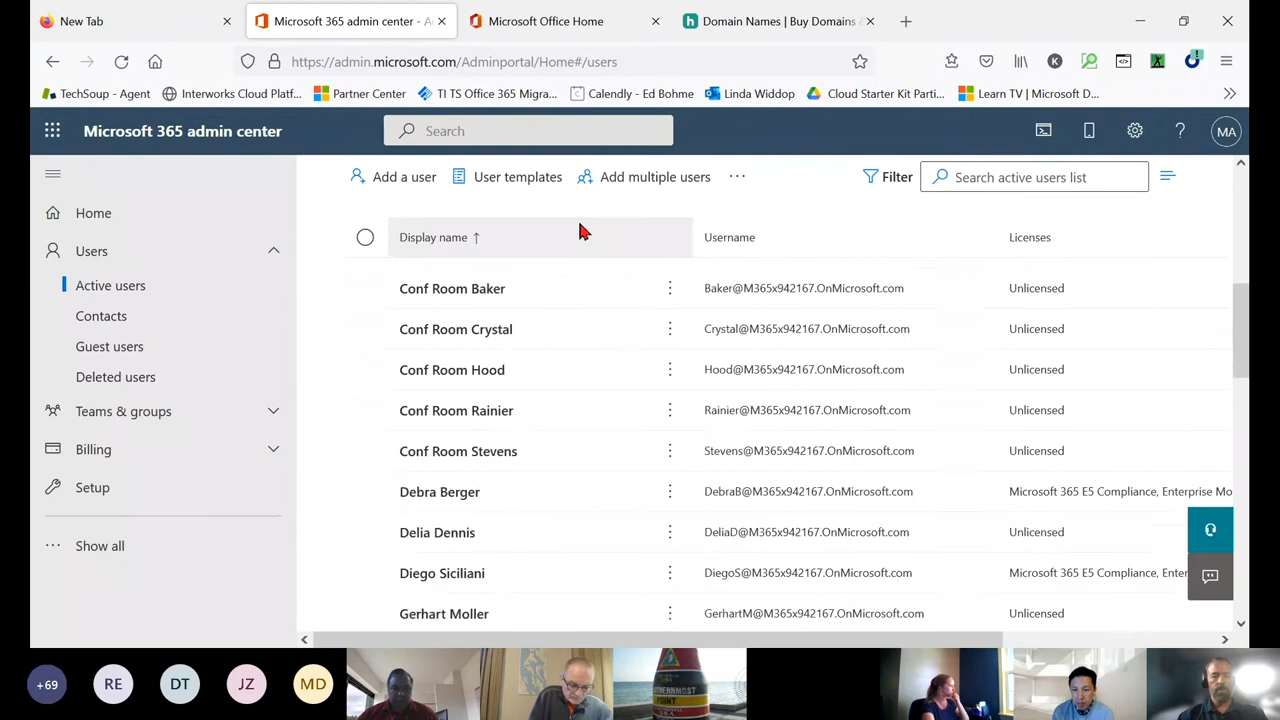 New Tab
Microsoft 365 admin center - A
Microsoft Office Home
h Domain Names | Buy Domains &
https://admin.microsoft.com/Adminportal/Home#/users
K
TechSoup - Agent
Interworks Cloud Platf...
Partner Center
TI TS Office 365 Migra...
Calendly - Ed Bohme
Linda Widdop
Cloud Starter Kit Parti...
Learn TV | Microsoft D...
Microsoft 365 admin center
Search
MA
Add a user
User templates
Add multiple users
Filter
Search active users list
Home
Users
Active users
Contacts
Guest users
Deleted users
Teams & groups
Billing
Setup
Show all
Display name ↑ Username Licenses
Conf Room Baker Baker@M365x942167.OnMicrosoft.com Unlicensed
Conf Room Crystal Crystal@M365x942167.OnMicrosoft.com Unlicensed
Conf Room Hood Hood@M365x942167.OnMicrosoft.com Unlicensed
Conf Room Rainier Rainier@M365x942167.OnMicrosoft.com Unlicensed
Conf Room Stevens Stevens@M365x942167.OnMicrosoft.com Unlicensed
Debra Berger DebraB@M365x942167.OnMicrosoft.com Microsoft 365 E5 Compliance, Enterprise Mo
Delia Dennis DeliaD@M365x942167.OnMicrosoft.com Unlicensed
Diego Siciliani DiegoS@M365x942167.OnMicrosoft.com Microsoft 365 E5 Compliance, Enter
Gerhart Moller GerhartM@M365x942167.OnMicrosoft.com Unlicensed
+69
RE
DT
JZ
MD
POINT